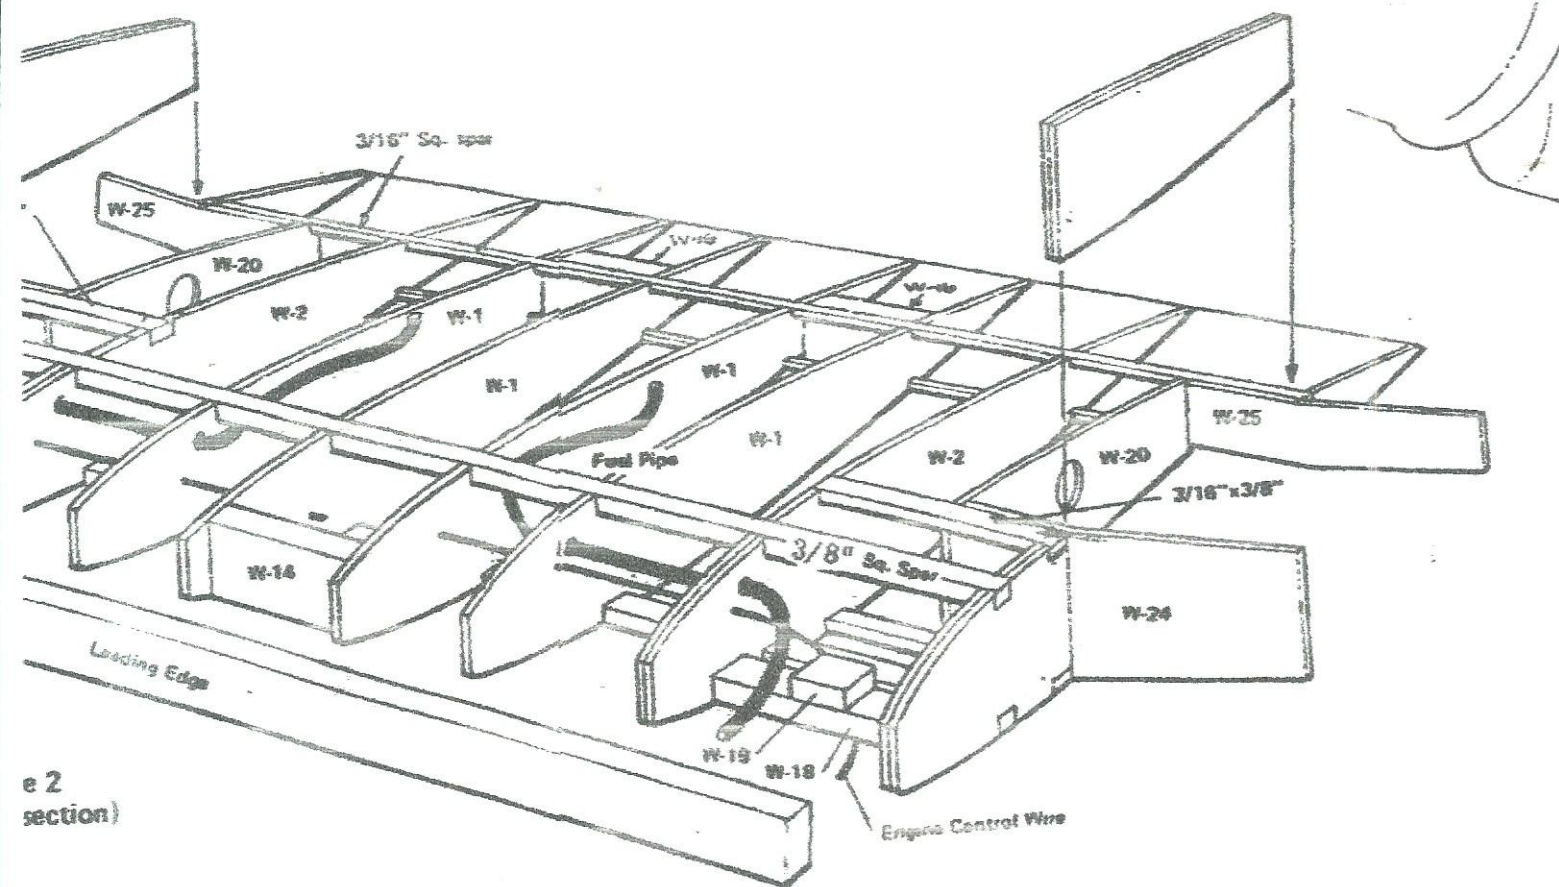 3/16" Sq. spar
W-25
W-20
W-2
W-1
W-1
W-1
W-1
W-2
W-20
W-25
3/16"x3/8"
Fuel Pipe
3/8" Sq. Spar
W-14
W-24
Leading Edge
W-19
W-18
Engine Control Wire
e 2
section)